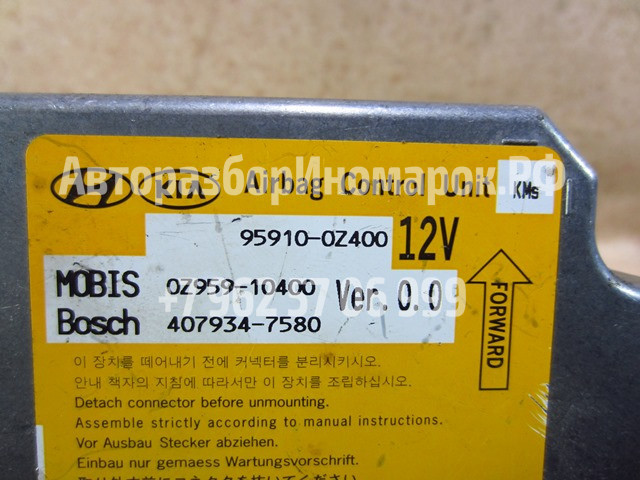 АвторазборИномарок.РФ
KIA Airbag Control Unit KMs
95910-0Z400 12V
MOBIS 0Z959-10400 Ver. 0.0
Bosch 407934-7580
FORWARD
이 장치를 떼어내기 전에 커넥터를 분리시키시오.
안내 책자의 지침에 따라서만 이 장치를 조립하십시오.
Detach connector before unmounting.
Assemble strictly according to manual instructions.
Vor Ausbau Stecker abziehen.
Einbau nur gemaess Wartungsvorschrift.